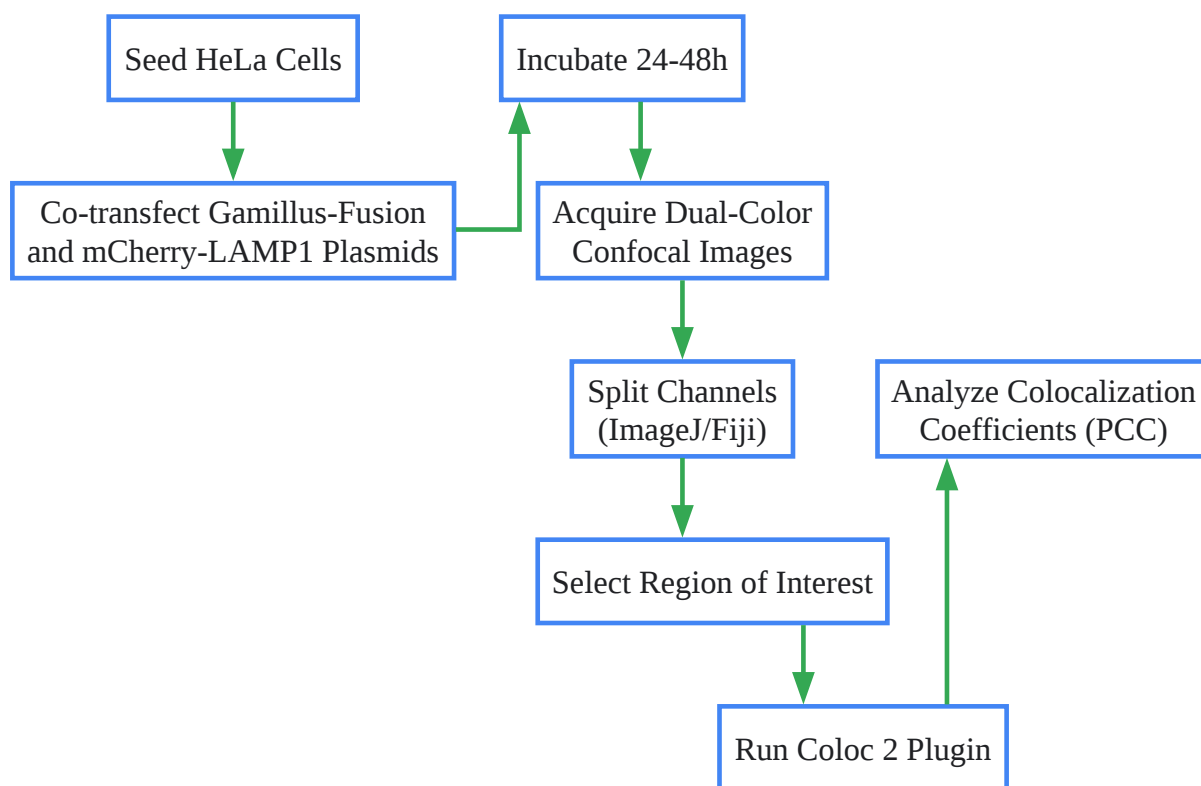 Seed HeLa Cells
Co-transfect Gamillus-Fusion
and mCherry-LAMP1 Plasmids
Incubate 24-48h
Acquire Dual-Color
Confocal Images
Split Channels
(ImageJ/Fiji)
Select Region of Interest
Run Coloc 2 Plugin
Analyze Colocalization
Coefficients (PCC)